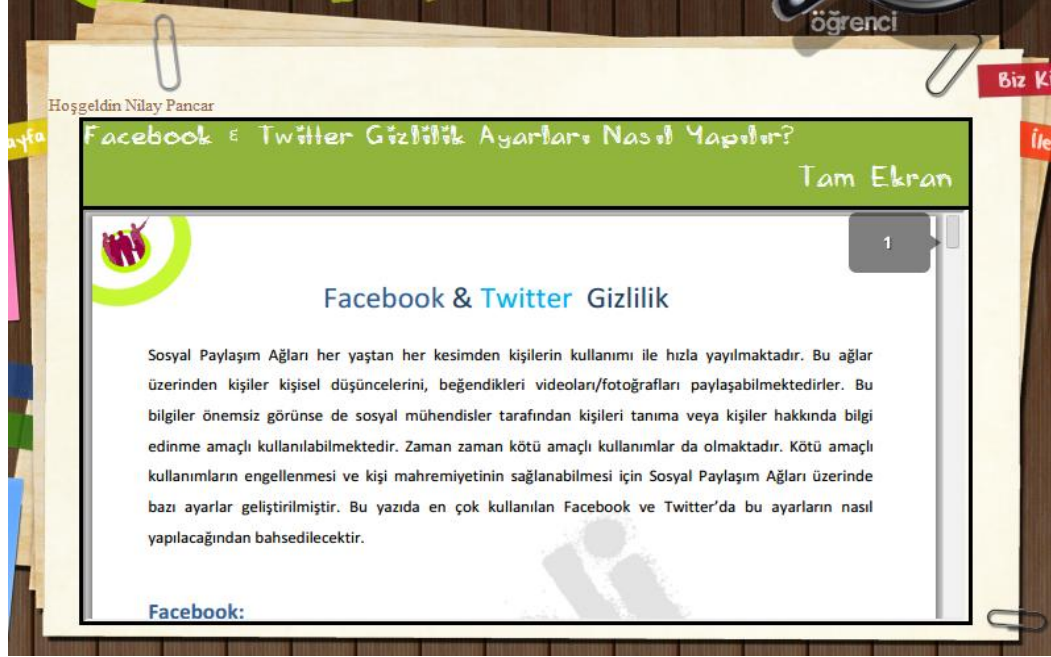 öğrenci
Biz Ki
Hoşgeldin Nilay Pancar
ayfa
İle
Facebook & Twitter Gizlilik Ayarları Nasıl Yapılır?
Tam Ekran
1
Facebook & Twitter Gizlilik
Sosyal Paylaşım Ağları her yaştan her kesimden kişilerin kullanımı ile hızla yayılmaktadır. Bu ağlar
üzerinden kişiler kişisel düşüncelerini, beğendikleri videoları/fotoğrafları paylaşabilmektedirler. Bu
bilgiler önemsiz görünse de sosyal mühendisler tarafından kişileri tanıma veya kişiler hakkında bilgi
edinme amaçlı kullanılabilmektedir. Zaman zaman kötü amaçlı kullanımlar da olmaktadır. Kötü amaçlı
kullanımların engellenmesi ve kişi mahremiyetinin sağlanabilmesi için Sosyal Paylaşım Ağları üzerinde
bazı ayarlar geliştirilmiştir. Bu yazıda en çok kullanılan Facebook ve Twitter’da bu ayarların nasıl
yapılacağından bahsedilecektir.
Facebook: